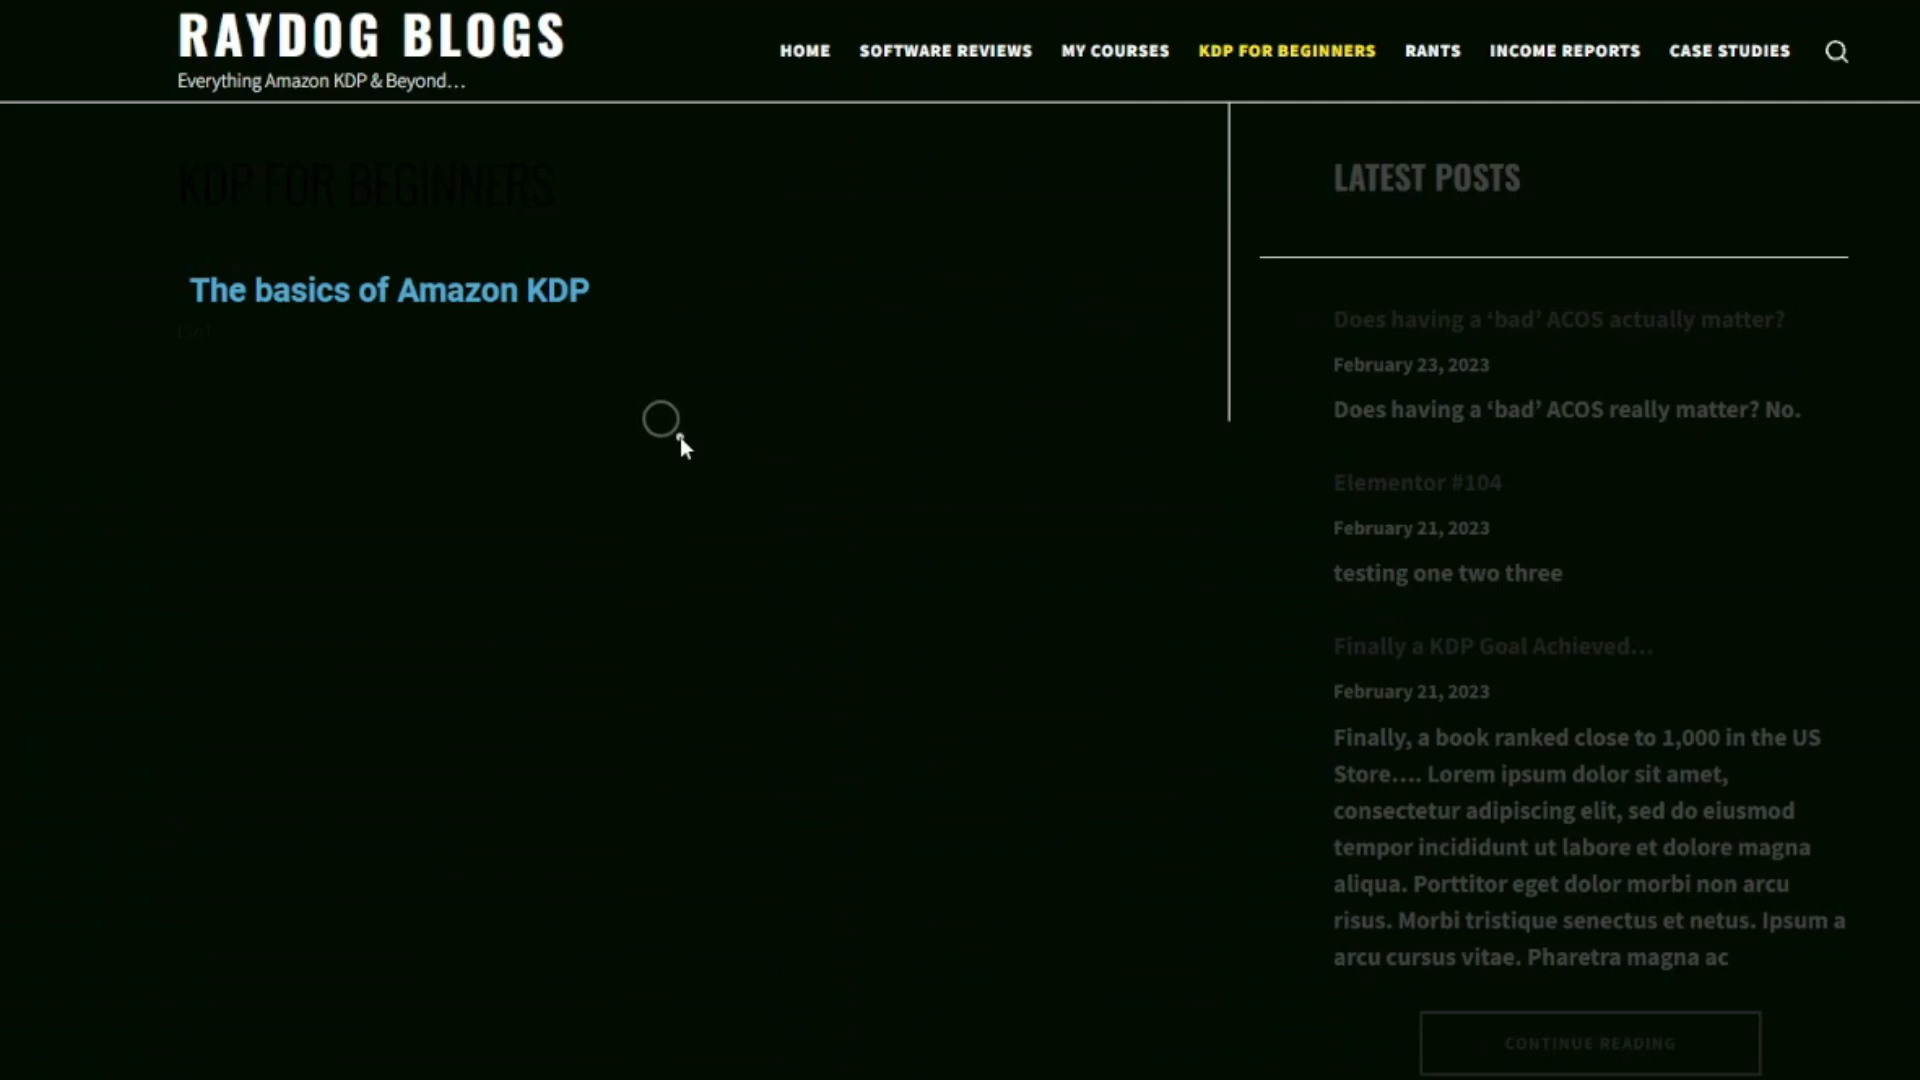 RAYDOG BLOGS
Everything Amazon KDP & Beyond...
HOME SOFTWARE REVIEWS MY COURSES KDP FOR BEGINNERS RANTS INCOME REPORTS CASE STUDIES
KDP FOR BEGINNERS
The basics of Amazon KDP
EDIT
LATEST POSTS
Does having a ‘bad’ ACOS actually matter?
February 23, 2023
Does having a ‘bad’ ACOS really matter? No.
Elementor #104
February 21, 2023
testing one two three
Finally a KDP Goal Achieved...
February 21, 2023
Finally, a book ranked close to 1,000 in the US
Store.... Lorem ipsum dolor sit amet,
consectetur adipiscing elit, sed do eiusmod
tempor incididunt ut labore et dolore magna
aliqua. Porttitor eget dolor morbi non arcu
risus. Morbi tristique senectus et netus. Ipsum a
arcu cursus vitae. Pharetra magna ac
CONTINUE READING